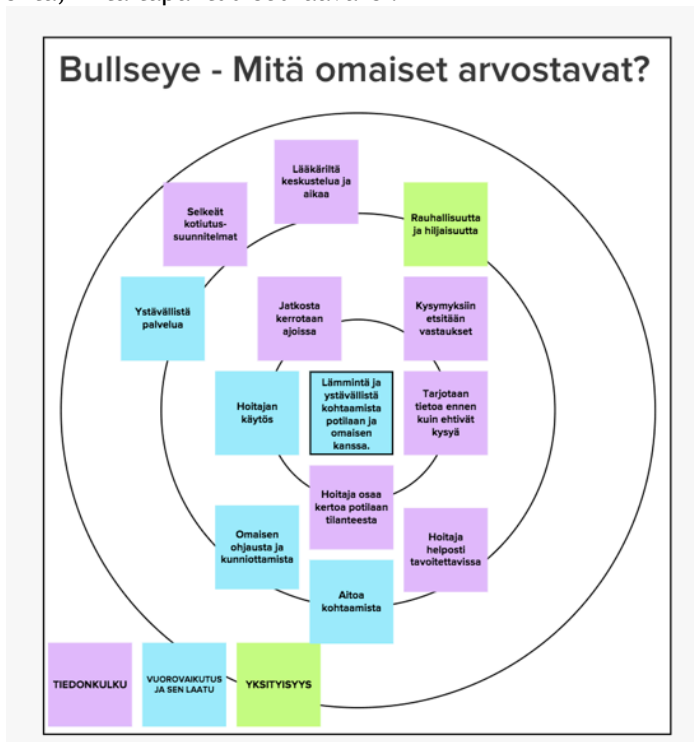 Bullseye - Mitä omaiset arvostavat?
Lääkäriltä
keskustelua ja
aikaa
Selkeät
kotiutus-
suunnitelmat
Rauhallisuutta
ja hiljaisuutta
Ystävällistä
palvelua
Jatkosta
kerrotaan
ajoissa
Kysymyksiin
etsitään
vastaukset
Hoitajan
käytös
Lämmintä ja
ystävällistä
kohtaamista
potilaan ja
omaisen
kanssa.
Tarjotaan
tietoa ennen
kuin ehtivät
kysyä
Hoitaja osaa
kertoa potilaan
tilanteesta
Omaisen
ohjausta ja
kunniottamista
Hoitaja
helposti
tavoitettavissa
Aitoa
kohtaamista
TIEDONKULKU
VUOROVAIKUTUS
JA SEN LAATU
YKSITYISYYS